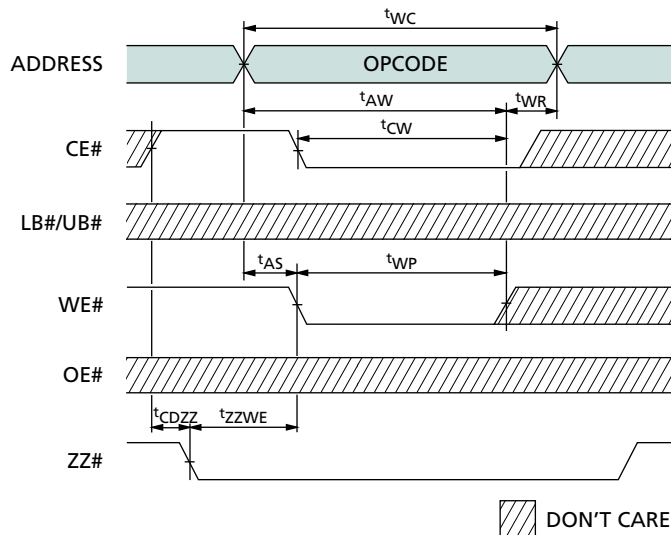 tWC
ADDRESS
OPCODE
tAW
tWR
tCW
CE#
LB#/UB#
tAS
tWP
WE#
OE#
tCDZZ
tZZWE
ZZ#
DON'T CARE